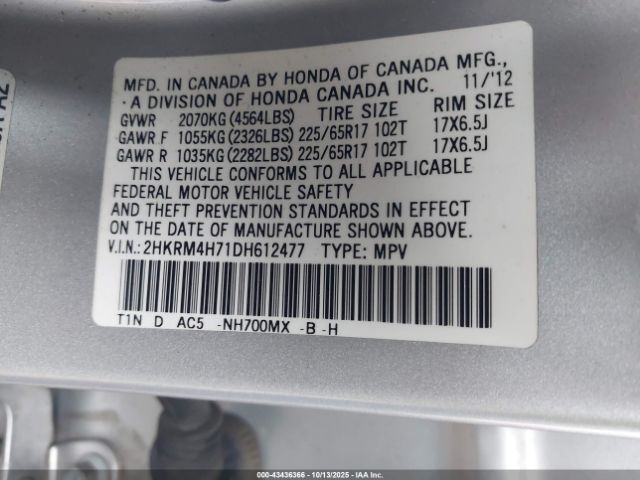 MFD. IN CANADA BY HONDA OF CANADA MFG.,
· A DIVISION OF HONDA CANADA INC. 11/'12
GVWR 2070KG(4564LBS) TIRE SIZE RIM SIZE
GAWR F 1055KG(2326LBS) 225/65R17 102T 17X6.5J
GAWR R 1035KG(2282LBS) 225/65R17 102T 17X6.5J
THIS VEHICLE CONFORMS TO ALL APPLICABLE
FEDERAL MOTOR VEHICLE SAFETY
AND THEFT PREVENTION STANDARDS IN EFFECT
ON THE DATE OF MANUFACTURE SHOWN ABOVE.
V.I.N.: 2HKRM4H71DH612477 TYPE: MPV
T1N D AC5 -NH700MX -B -H
000-43436366 - 10/13/2025 - IAAI.COM